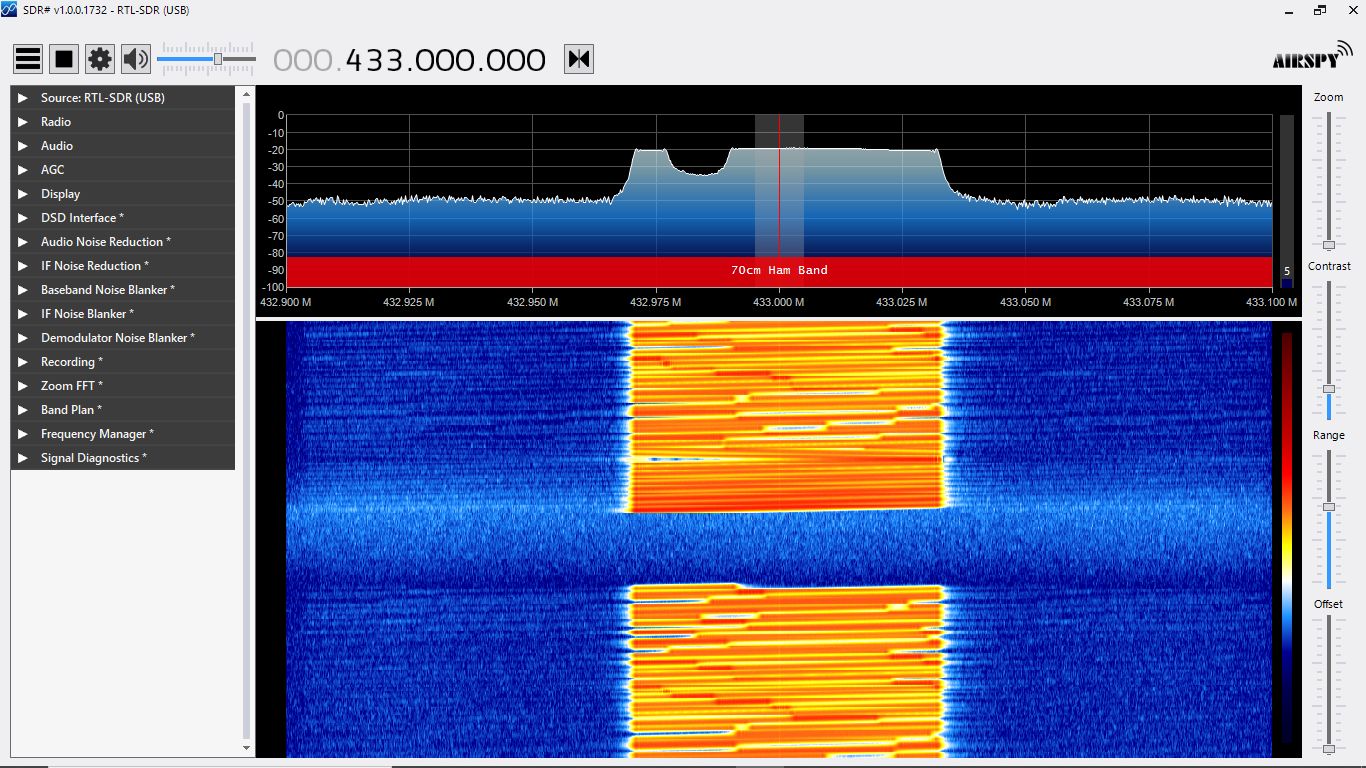 SDR# v1.0.0.1732 - RTL-SDR (USB)
000.433.000.000
AIRSPY
Source: RTL-SDR (USB)
Radio
Audio
AGC
Display
DSD Interface *
Audio Noise Reduction *
IF Noise Reduction *
Baseband Noise Blanker *
IF Noise Blanker *
Demodulator Noise Blanker *
Recording *
Zoom FFT *
Band Plan *
Frequency Manager *
Signal Diagnostics *
0
-10
-20
-30
-40
-50
-60
-70
-80
-90
-100
70cm Ham Band
5
432.900 M 432.925 M 432.950 M 432.975 M 433.000 M 433.025 M 433.050 M 433.075 M 433.100 M
Zoom
Contrast
Range
Offset